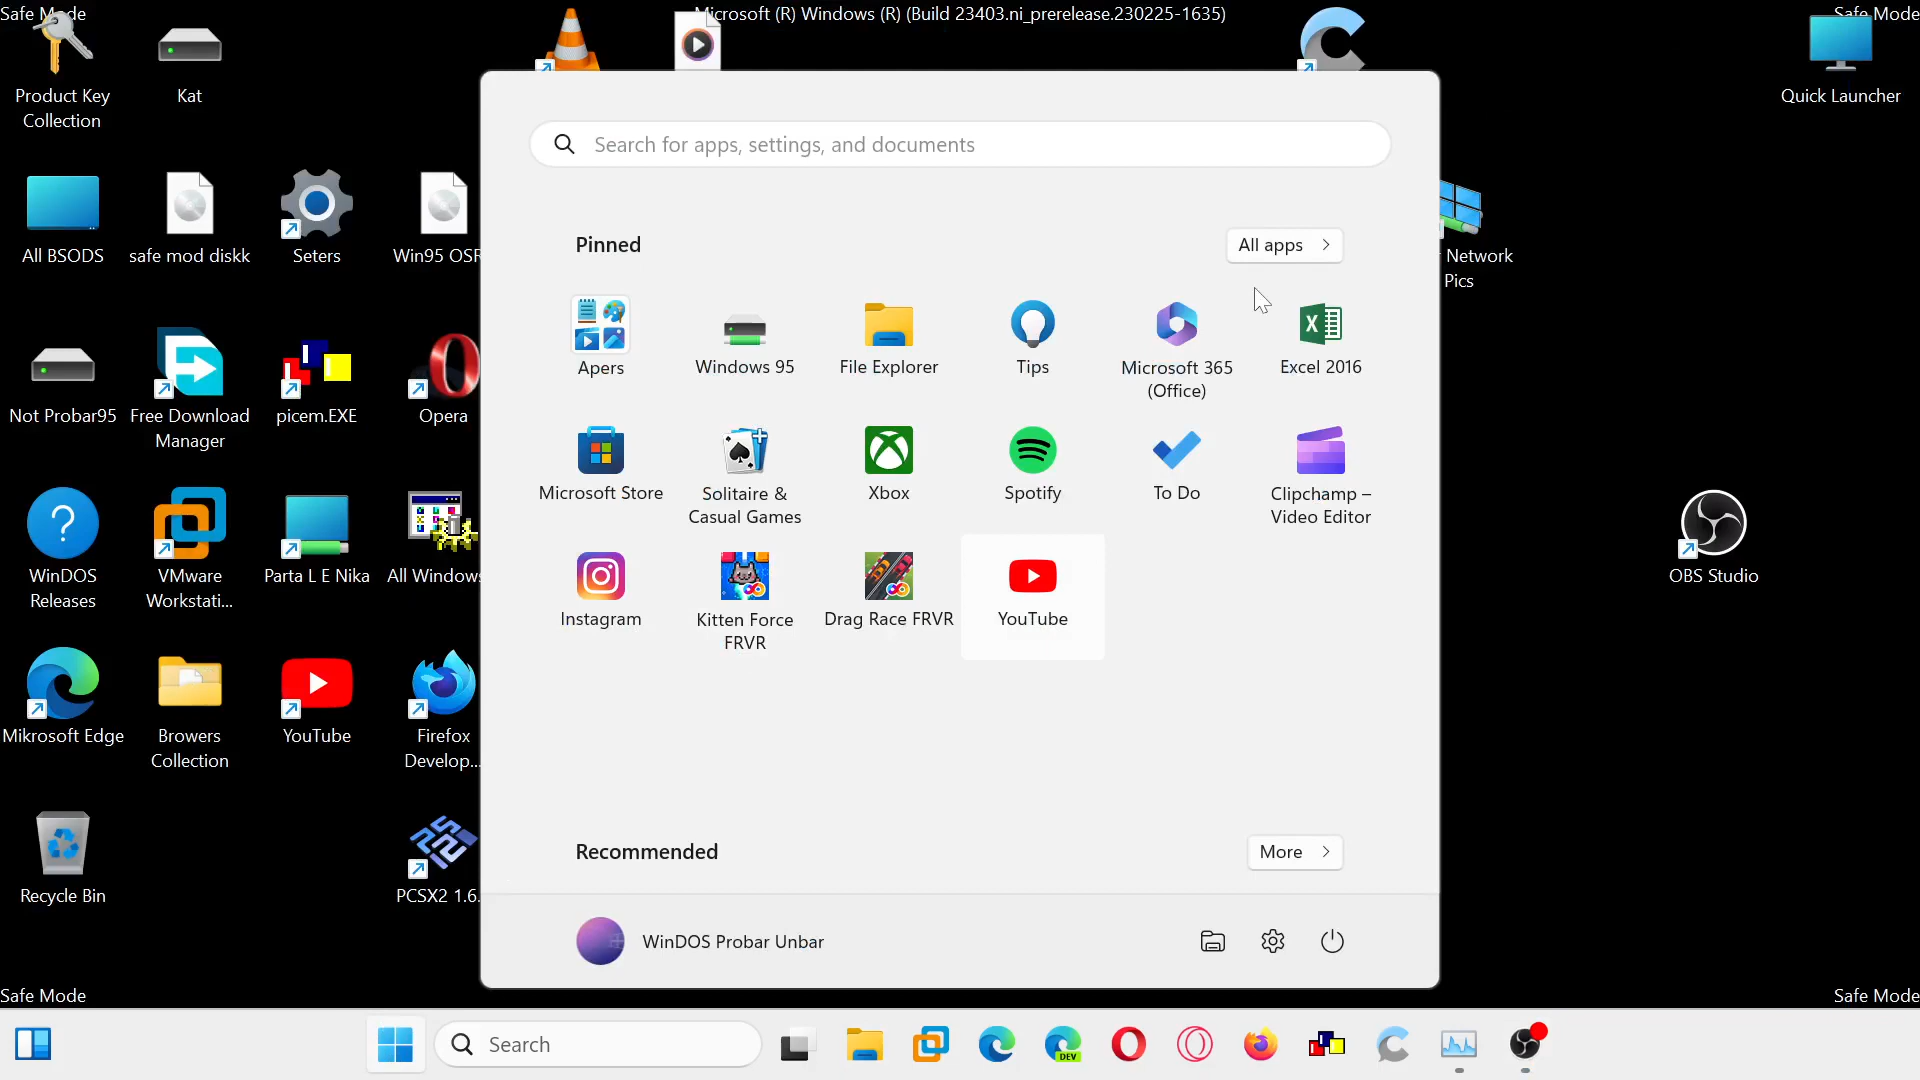 Safe Mode
Microsoft (R) Windows (R) (Build 23403.ni_prerelease.230225-1635)
Safe Mode
Product Key
Collection
Kat
Quick Launcher
Search for apps, settings, and documents
All BSODS
safe mod diskk
Seters
Win95 OSR
Pinned
All apps
Network
Pics
Apers
Windows 95
File Explorer
Tips
Microsoft 365
(Office)
Excel 2016
Not Probar95
Free Download
Manager
picem.EXE
Opera
Microsoft Store
Solitaire &
Casual Games
Xbox
Spotify
To Do
Clipchamp –
Video Editor
WinDOS
Releases
VMware
Workstati...
Parta L E Nika
All Windows
Instagram
Kitten Force
FRVR
Drag Race FRVR
YouTube
OBS Studio
Mikrosoft Edge
Browers
Collection
YouTube
Firefox
Develop...
Recommended
More
Recycle Bin
PCSX2 1.6.
WinDOS Probar Unbar
Safe Mode
Safe Mode
Search
DEV